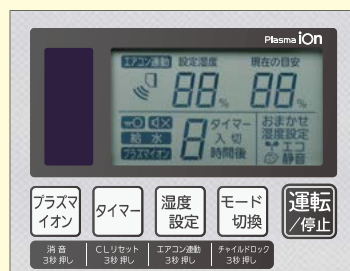 Plasma iON
エアコン連動 設定湿度 現在の目安
88% 88%
給水
プラズマイオン
8
タイマー
入 切
時間後
おまかせ
湿度設定
エコ
静音
プラズマ
イオン
タイマー
湿度
設定
モード
切換
運転
/停止
消音
3秒押し
CLリセット
3秒押し
エアコン連動
3秒押し
チャイルドロック
3秒押し